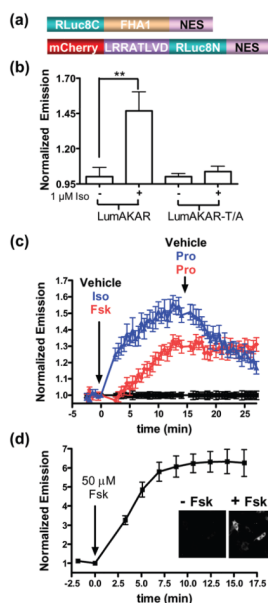 (a)
RLuc8C FHA1 NES
mCherry LRRATLVD RLuc8N NES
(b)
Normalized Emission
1.70
1.45
1.20
0.95
**
1 µM Iso - + - +
LumAKAR LumAKAR-T/A
(c)
Normalized Emission
1.6
1.5
1.4
1.3
1.2
1.1
1.0
Vehicle
Iso
Fsk
Vehicle
Pro
Pro
0 5 10 15 20 25
time (min)
(d)
Normalized Emission
7
6
5
4
3
2
1
50 µM
Fsk
- Fsk + Fsk
-2.5 0.0 2.5 5.0 7.5 10.0 12.5 15.0 17.5
time (min)